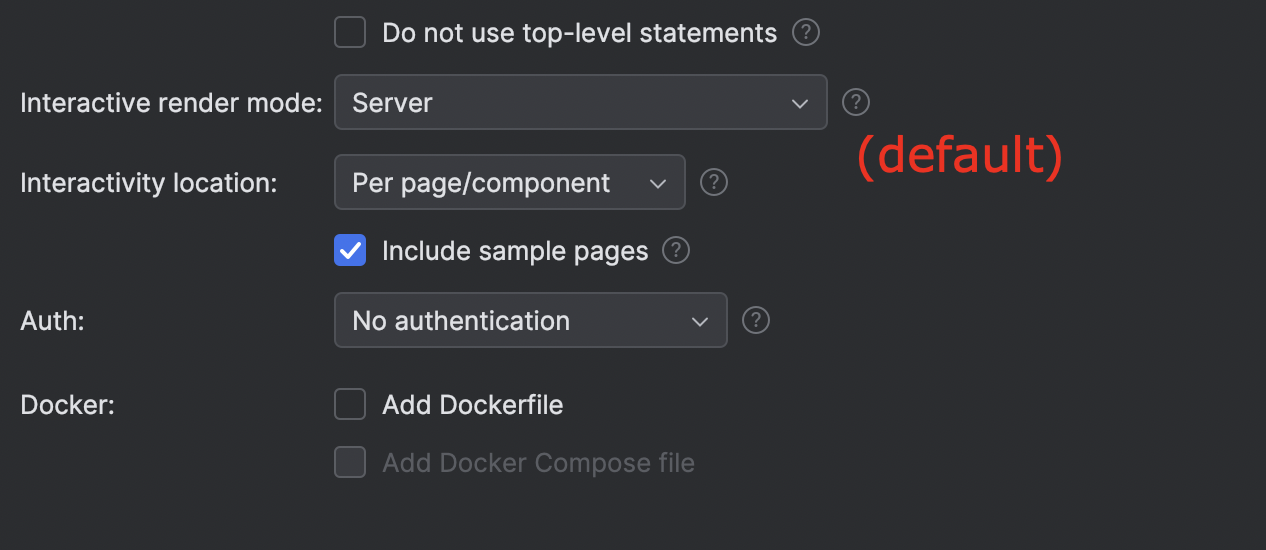 Do not use top-level statements ?
Interactive render mode: Server ?
(default)
Interactivity location: Per page/component ?
Include sample pages ?
Auth: No authentication ?
Docker: Add Dockerfile
Add Docker Compose file